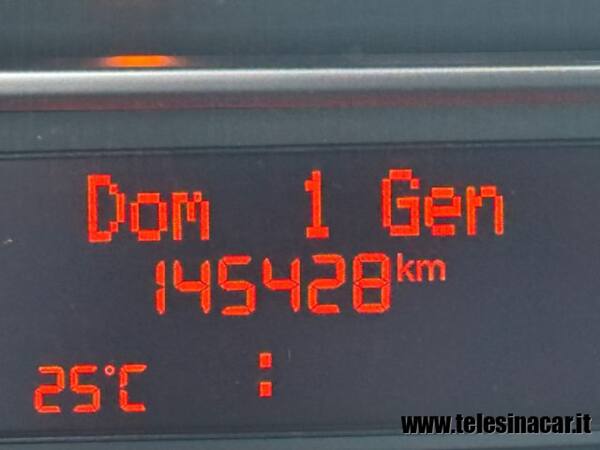 Dom 1 Gen
145428 km
25°C :
www.telesinacar.it